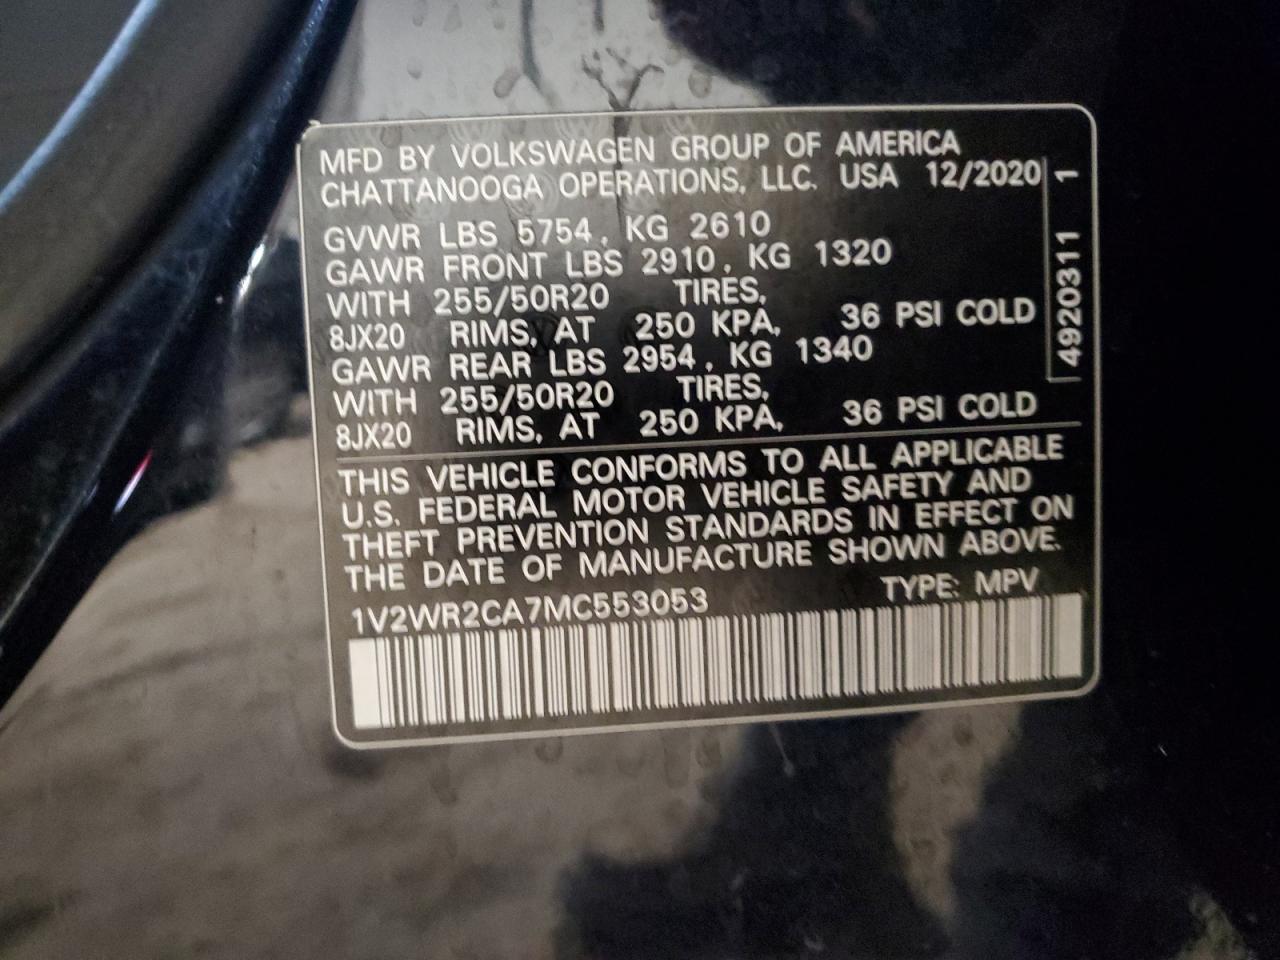 MFD BY VOLKSWAGEN GROUP OF AMERICA
CHATTANOOGA OPERATIONS, LLC. USA 12/2020
GVWR LBS 5754, KG 2610
GAWR FRONT LBS 2910, KG 1320
WITH 255/50R20 TIRES,
8JX20 RIMS, AT 250 KPA, 36 PSI COLD
GAWR REAR LBS 2954, KG 1340
WITH 255/50R20 TIRES,
8JX20 RIMS, AT 250 KPA, 36 PSI COLD
4920311 1
THIS VEHICLE CONFORMS TO ALL APPLICABLE
U.S. FEDERAL MOTOR VEHICLE SAFETY AND
THEFT PREVENTION STANDARDS IN EFFECT ON
THE DATE OF MANUFACTURE SHOWN ABOVE.
1V2WR2CA7MC553053 TYPE: MPV